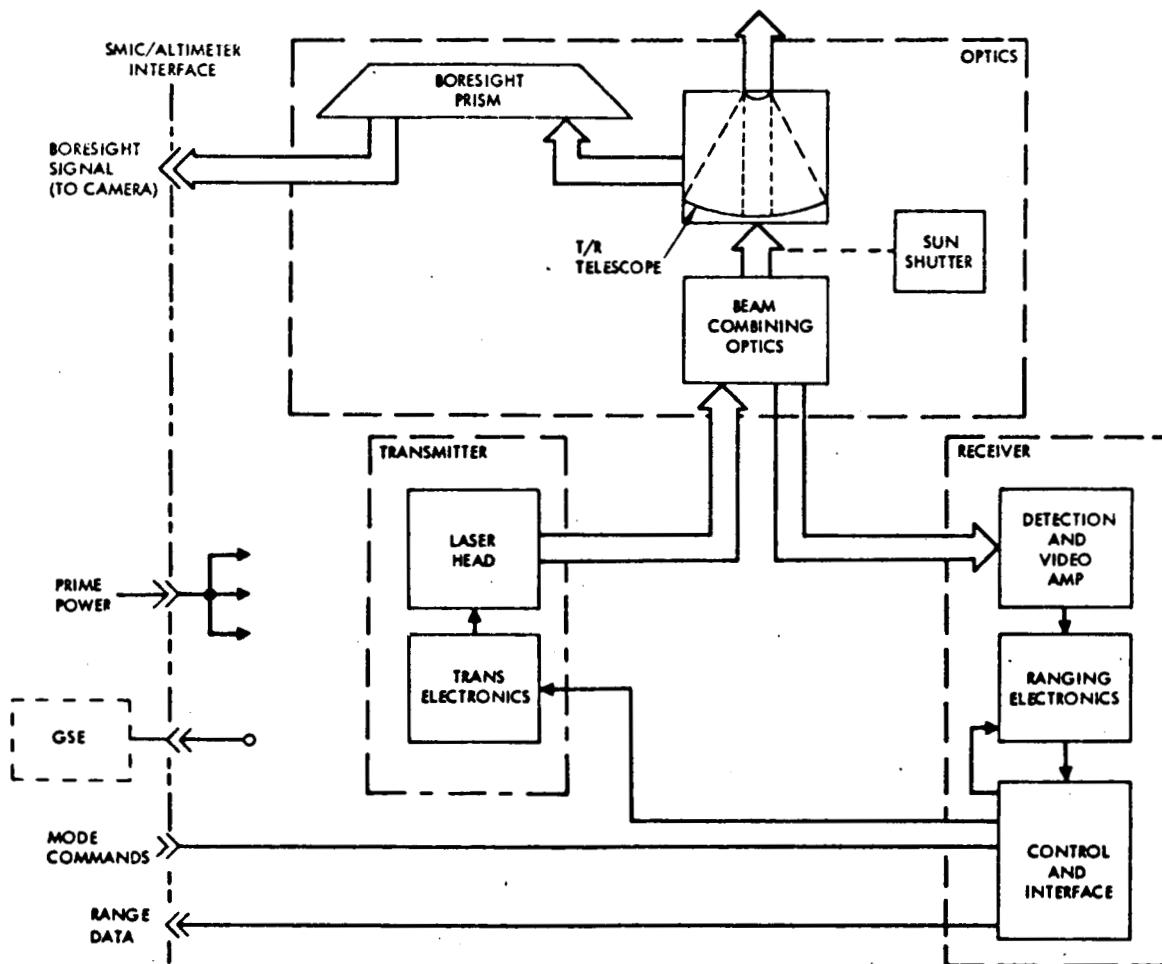 SMIC/ALTIMETER
INTERFACE
OPTICS
BORESIGHT
PRISM
BORESIGHT
SIGNAL
(TO CAMERA)
T/R
TELESCOPE
SUN
SHUTTER
BEAM
COMBINING
OPTICS
TRANSMITTER
RECEIVER
LASER
HEAD
DETECTION
AND
VIDEO
AMP
PRIME
POWER
TRANS
ELECTRONICS
RANGING
ELECTRONICS
GSE
MODE
COMMANDS
CONTROL
AND
INTERFACE
RANGE
DATA